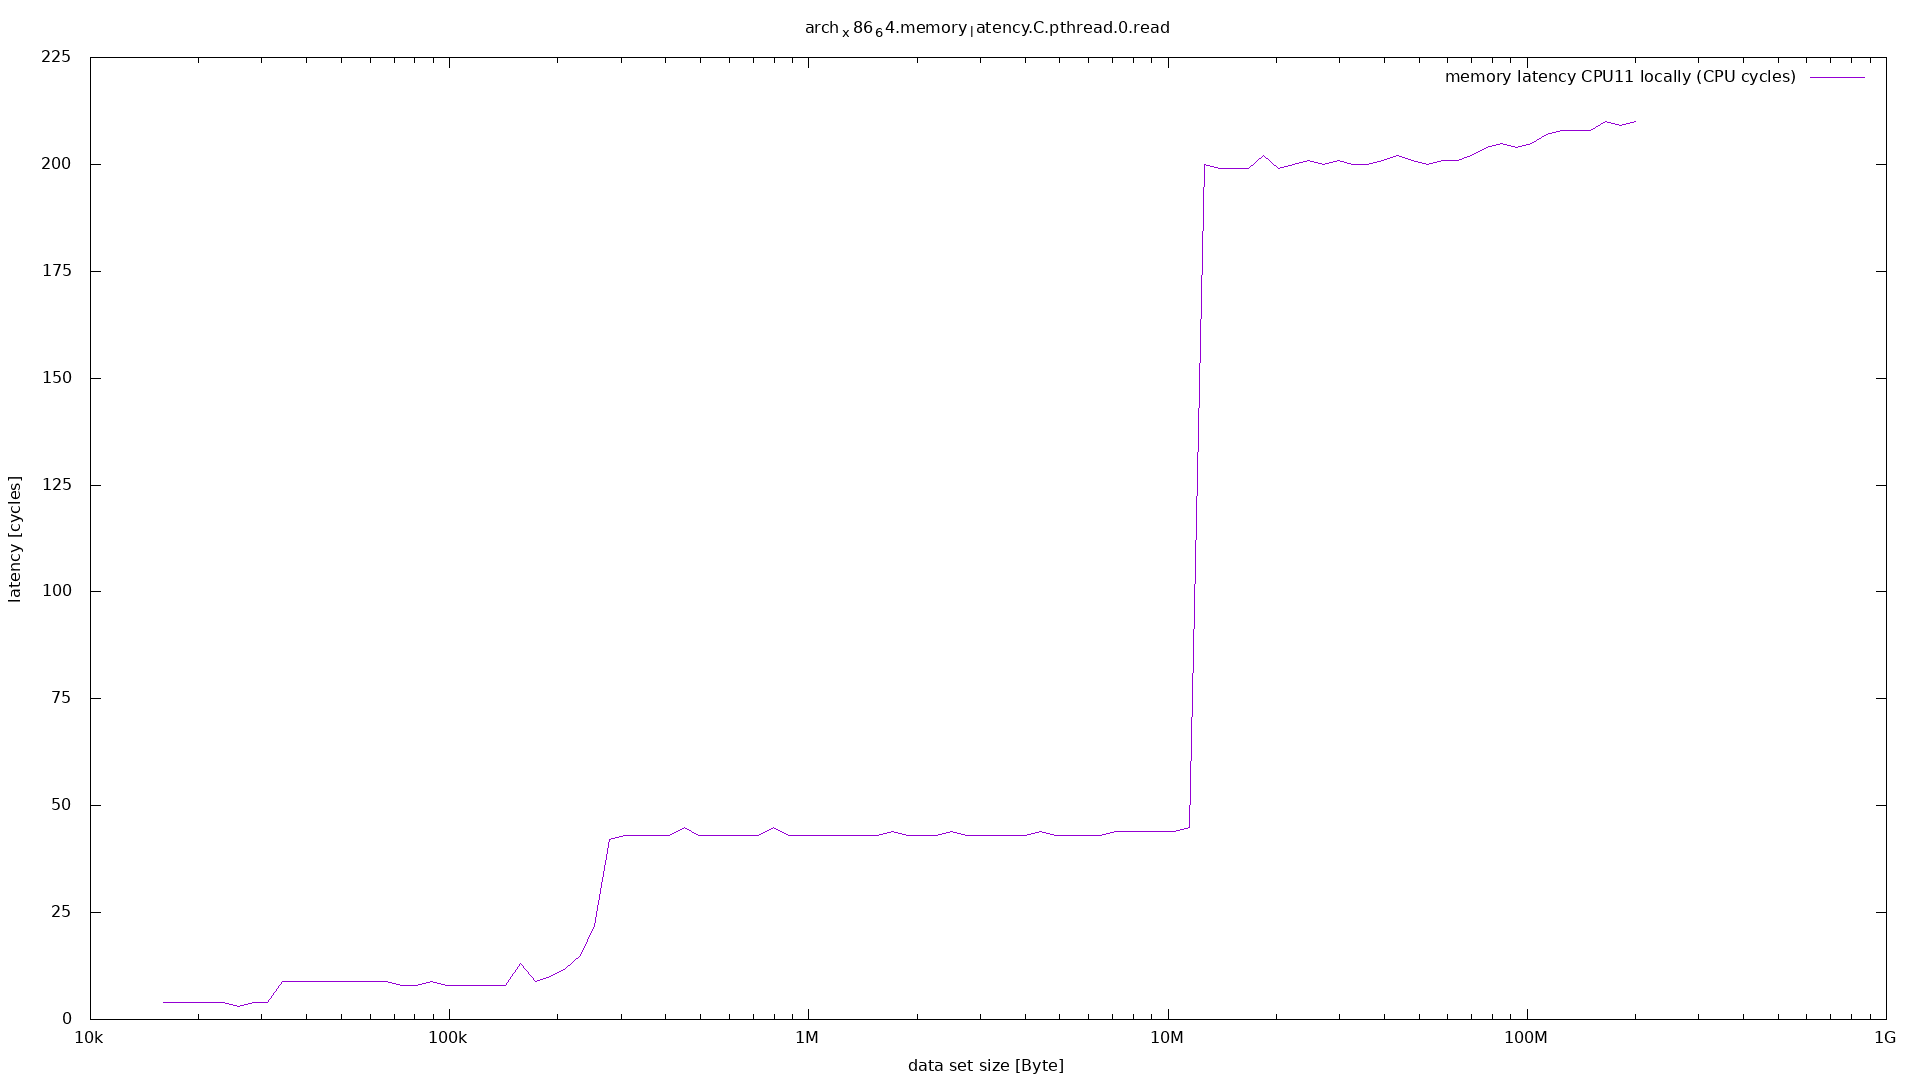 arch_x86_64.memory_latency.C.pthread.0.read
225
memory latency CPU11 locally (CPU cycles)
200
175
150
125
latency [cycles]
100
75
50
25
0
10k 100k 1M 10M 100M 1G
data set size [Byte]